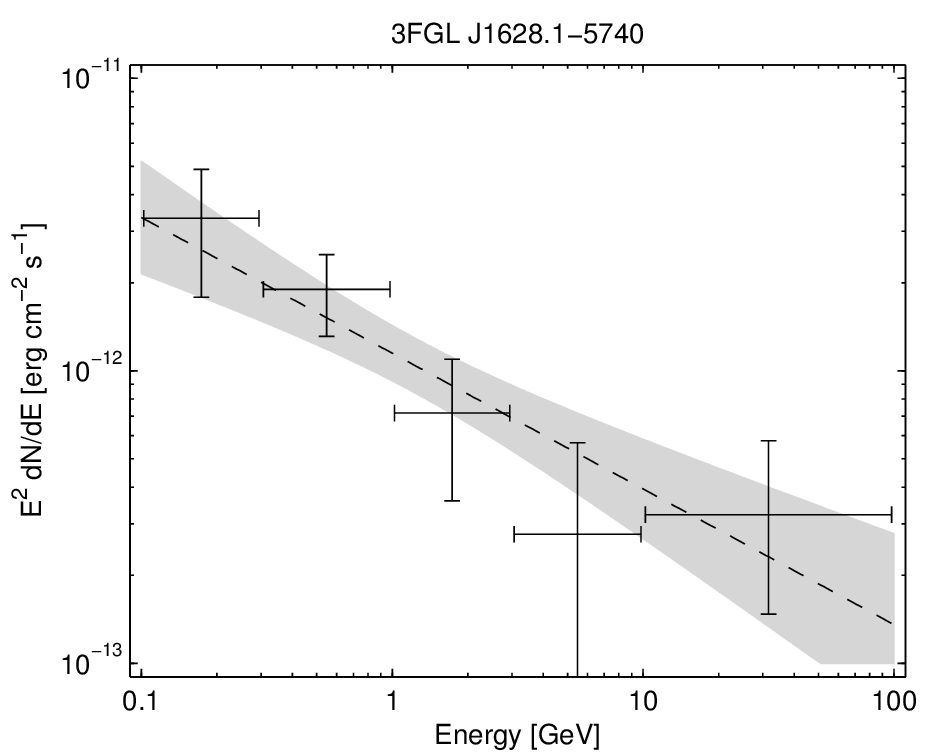 3FGL J1628.1−5740
10⁻¹¹
10⁻¹²
10⁻¹³
E² dN/dE [erg cm⁻² s⁻¹]
0.1 1 10 100
Energy [GeV]